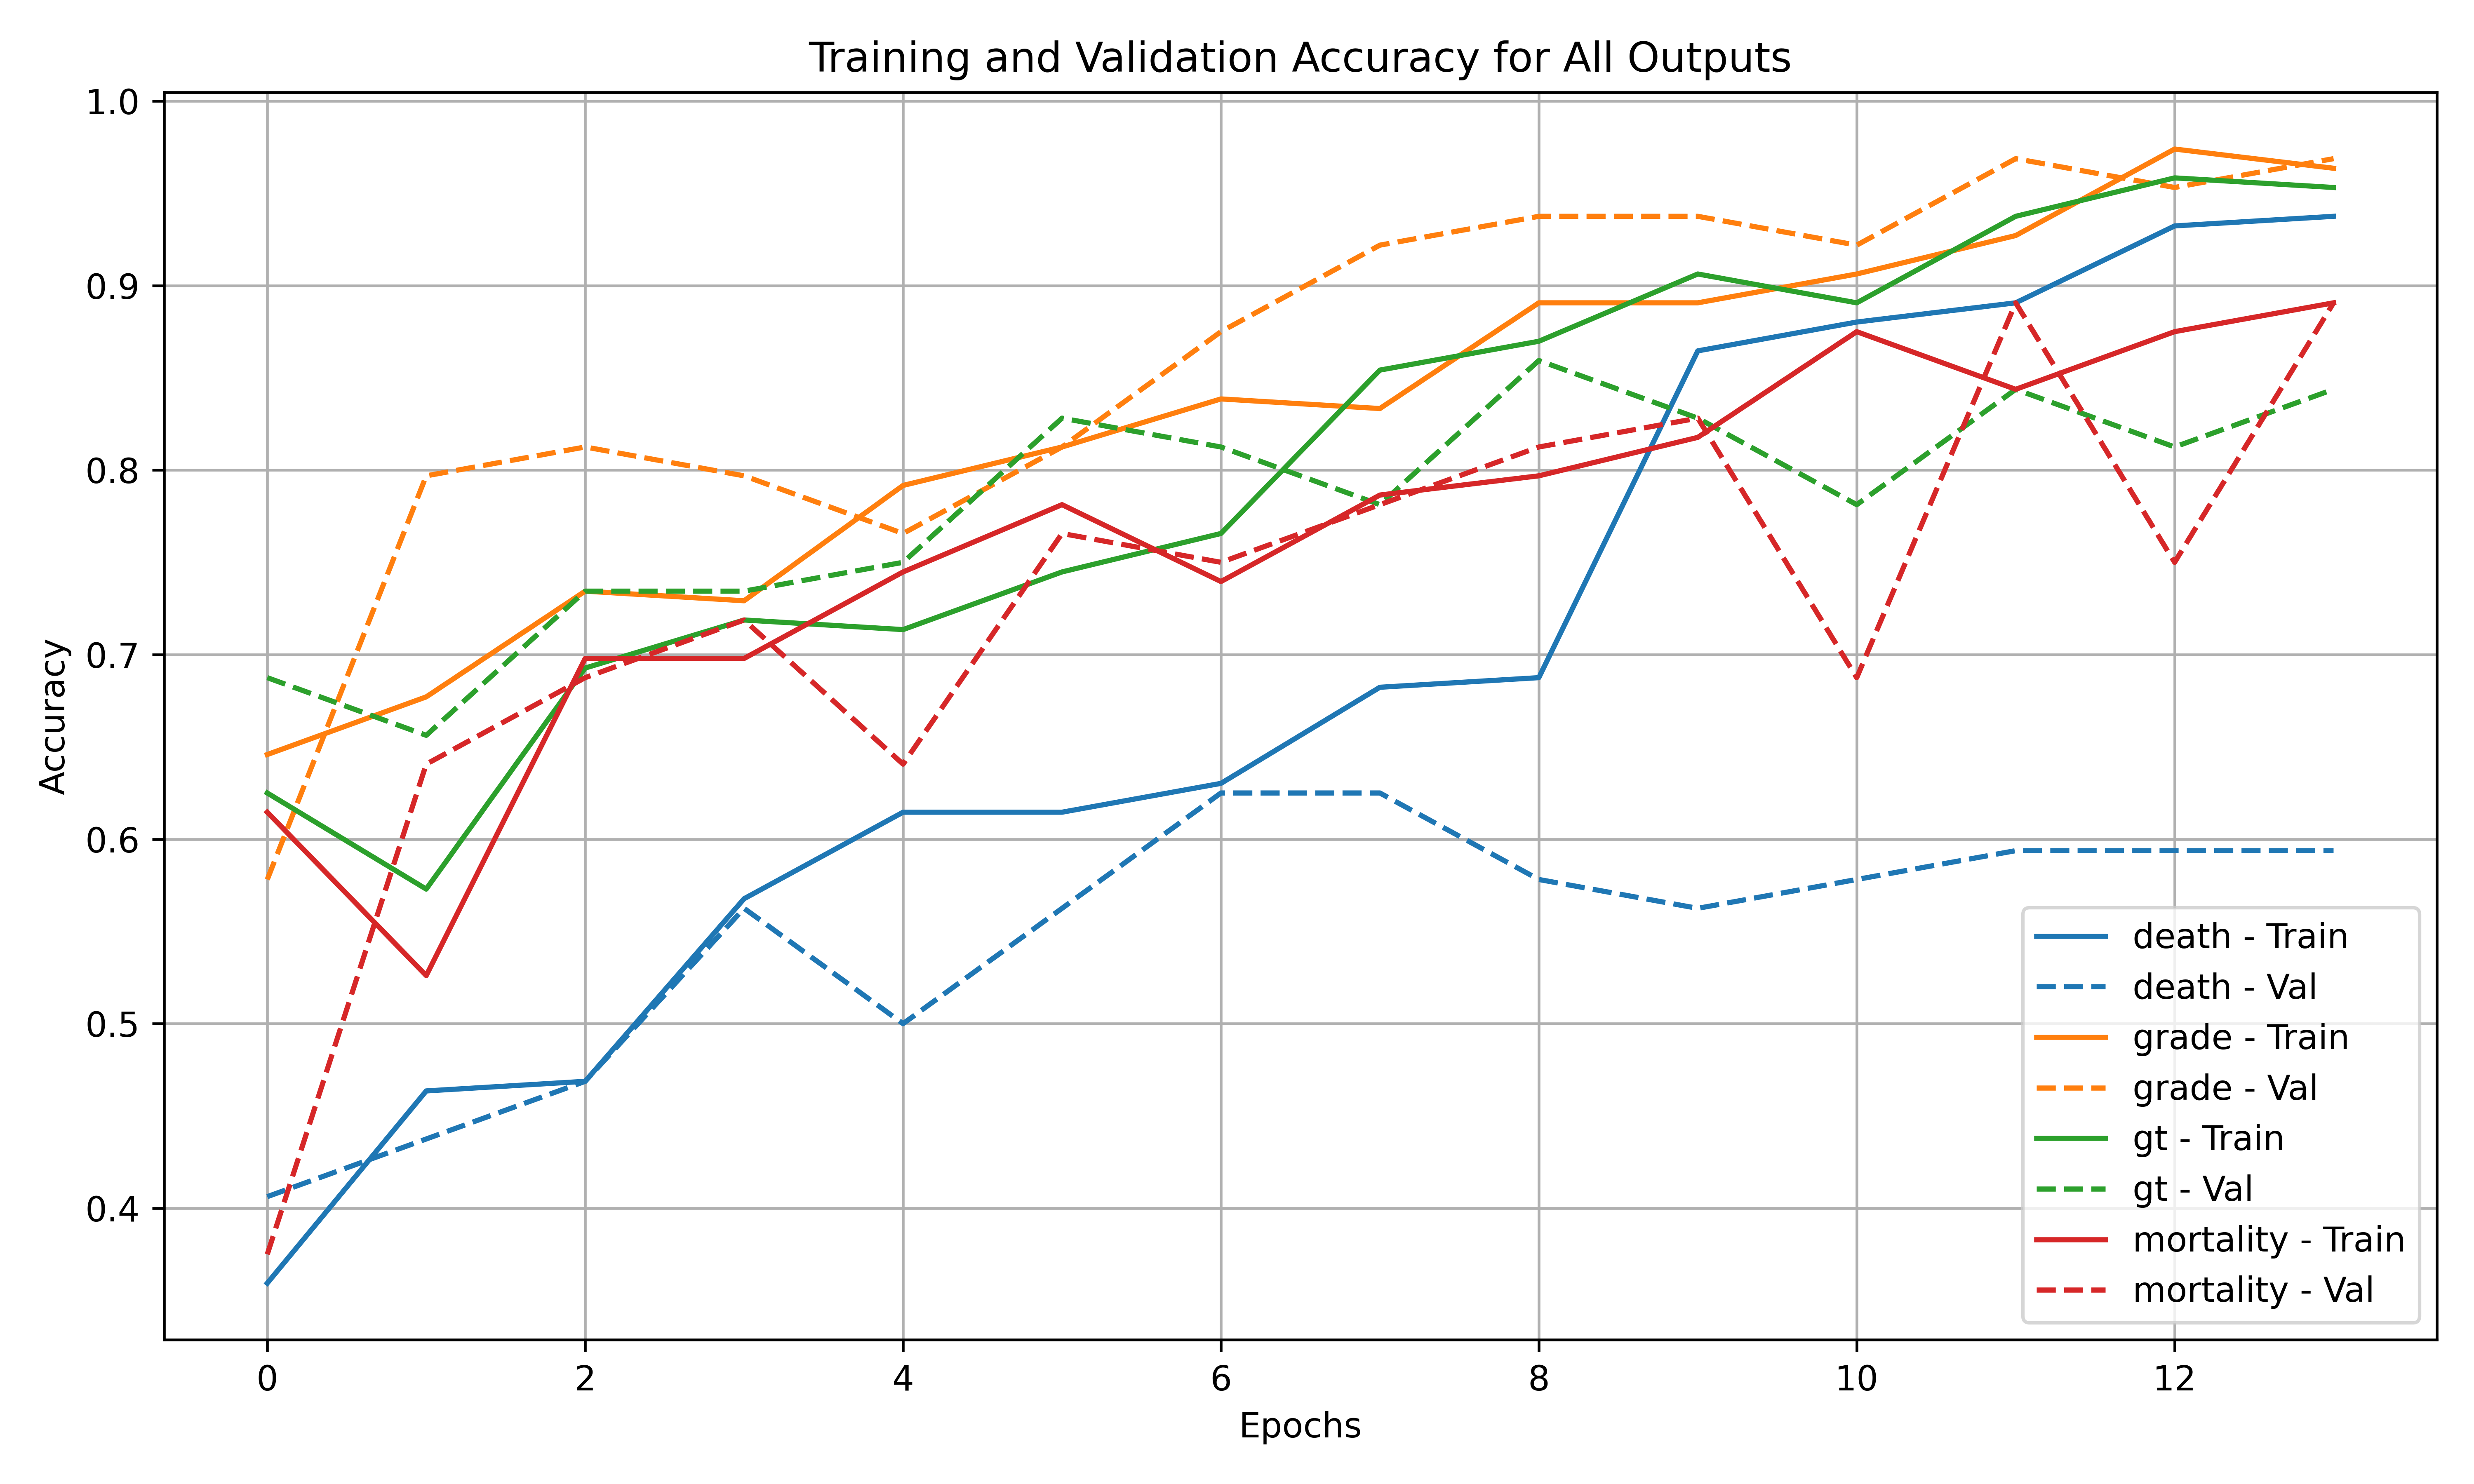 Training and Validation Accuracy for All Outputs
1.0
0.9
0.8
0.7
0.6
0.5
0.4
Accuracy
0
2
4
6
8
10
12
Epochs
death - Train
death - Val
grade - Train
grade - Val
gt - Train
gt - Val
mortality - Train
mortality - Val